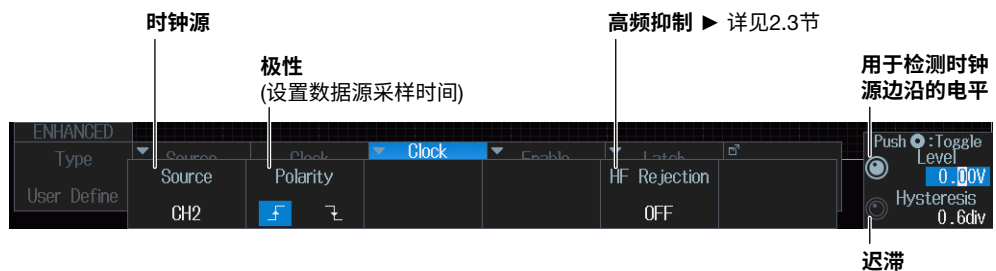 时钟源
高频抑制 ▶ 详见2.3节
极性
(设置数据源采样时间)
用于检测时钟
源边沿的电平
ENHANCED
Type
User Define
Source
Clock
Clock
Enable
Latch
Source
CH2
Polarity
HF Rejection
OFF
Push :Toggle
Level
0.00V
Hysteresis
0.6div
迟滞